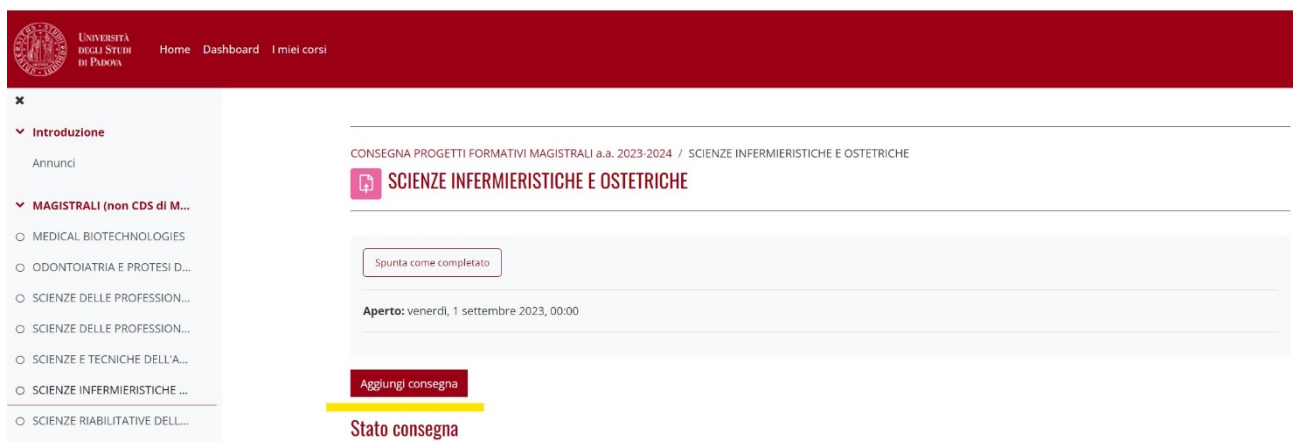 UNIVERSITÀ
DEGLI STUDI
DI PADOVA
Home Dashboard I miei corsi
Introduzione
Annunci
MAGISTRALI (non CDS di M...
MEDICAL BIOTECHNOLOGIES
ODONTOIATRIA E PROTESI D...
SCIENZE DELLE PROFESSION...
SCIENZE DELLE PROFESSION...
SCIENZE E TECNICHE DELL'A...
SCIENZE INFERMIERISTICHE ...
SCIENZE RIABILITATIVE DELL...
CONSEGNA PROGETTI FORMATIVI MAGISTRALI a.a. 2023-2024 / SCIENZE INFERMIERISTICHE E OSTETRICHE
SCIENZE INFERMIERISTICHE E OSTETRICHE
Spunta come completato
Aperto: venerdì, 1 settembre 2023, 00:00
Aggiungi consegna
Stato consegna